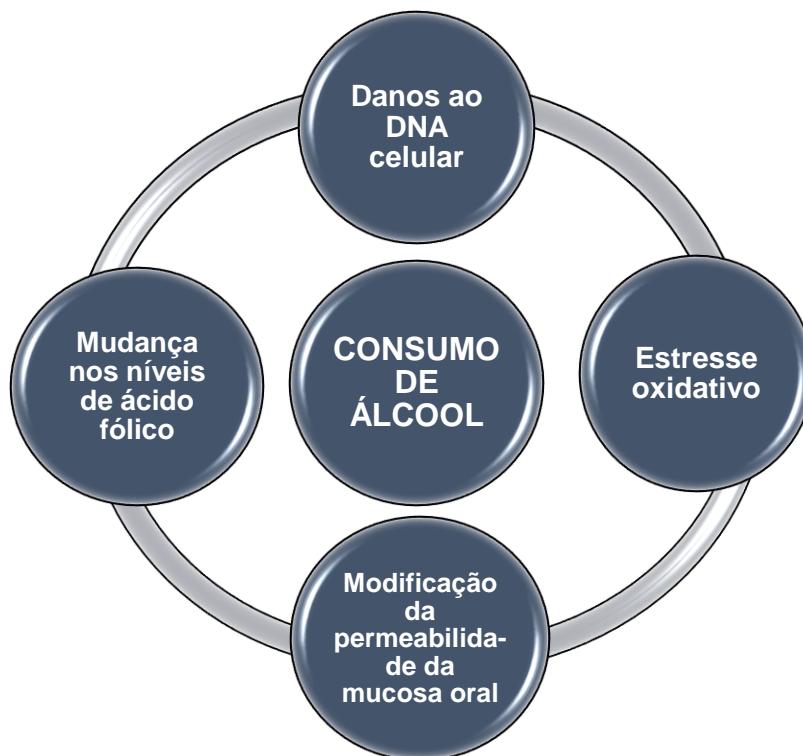 Danos ao
DNA
celular
Mudança
nos níveis
de ácido
fólico
CONSUMO
DE
ÁLCOOL
Estresse
oxidativo
Modificação
da
permeabilida-
de da
mucosa oral